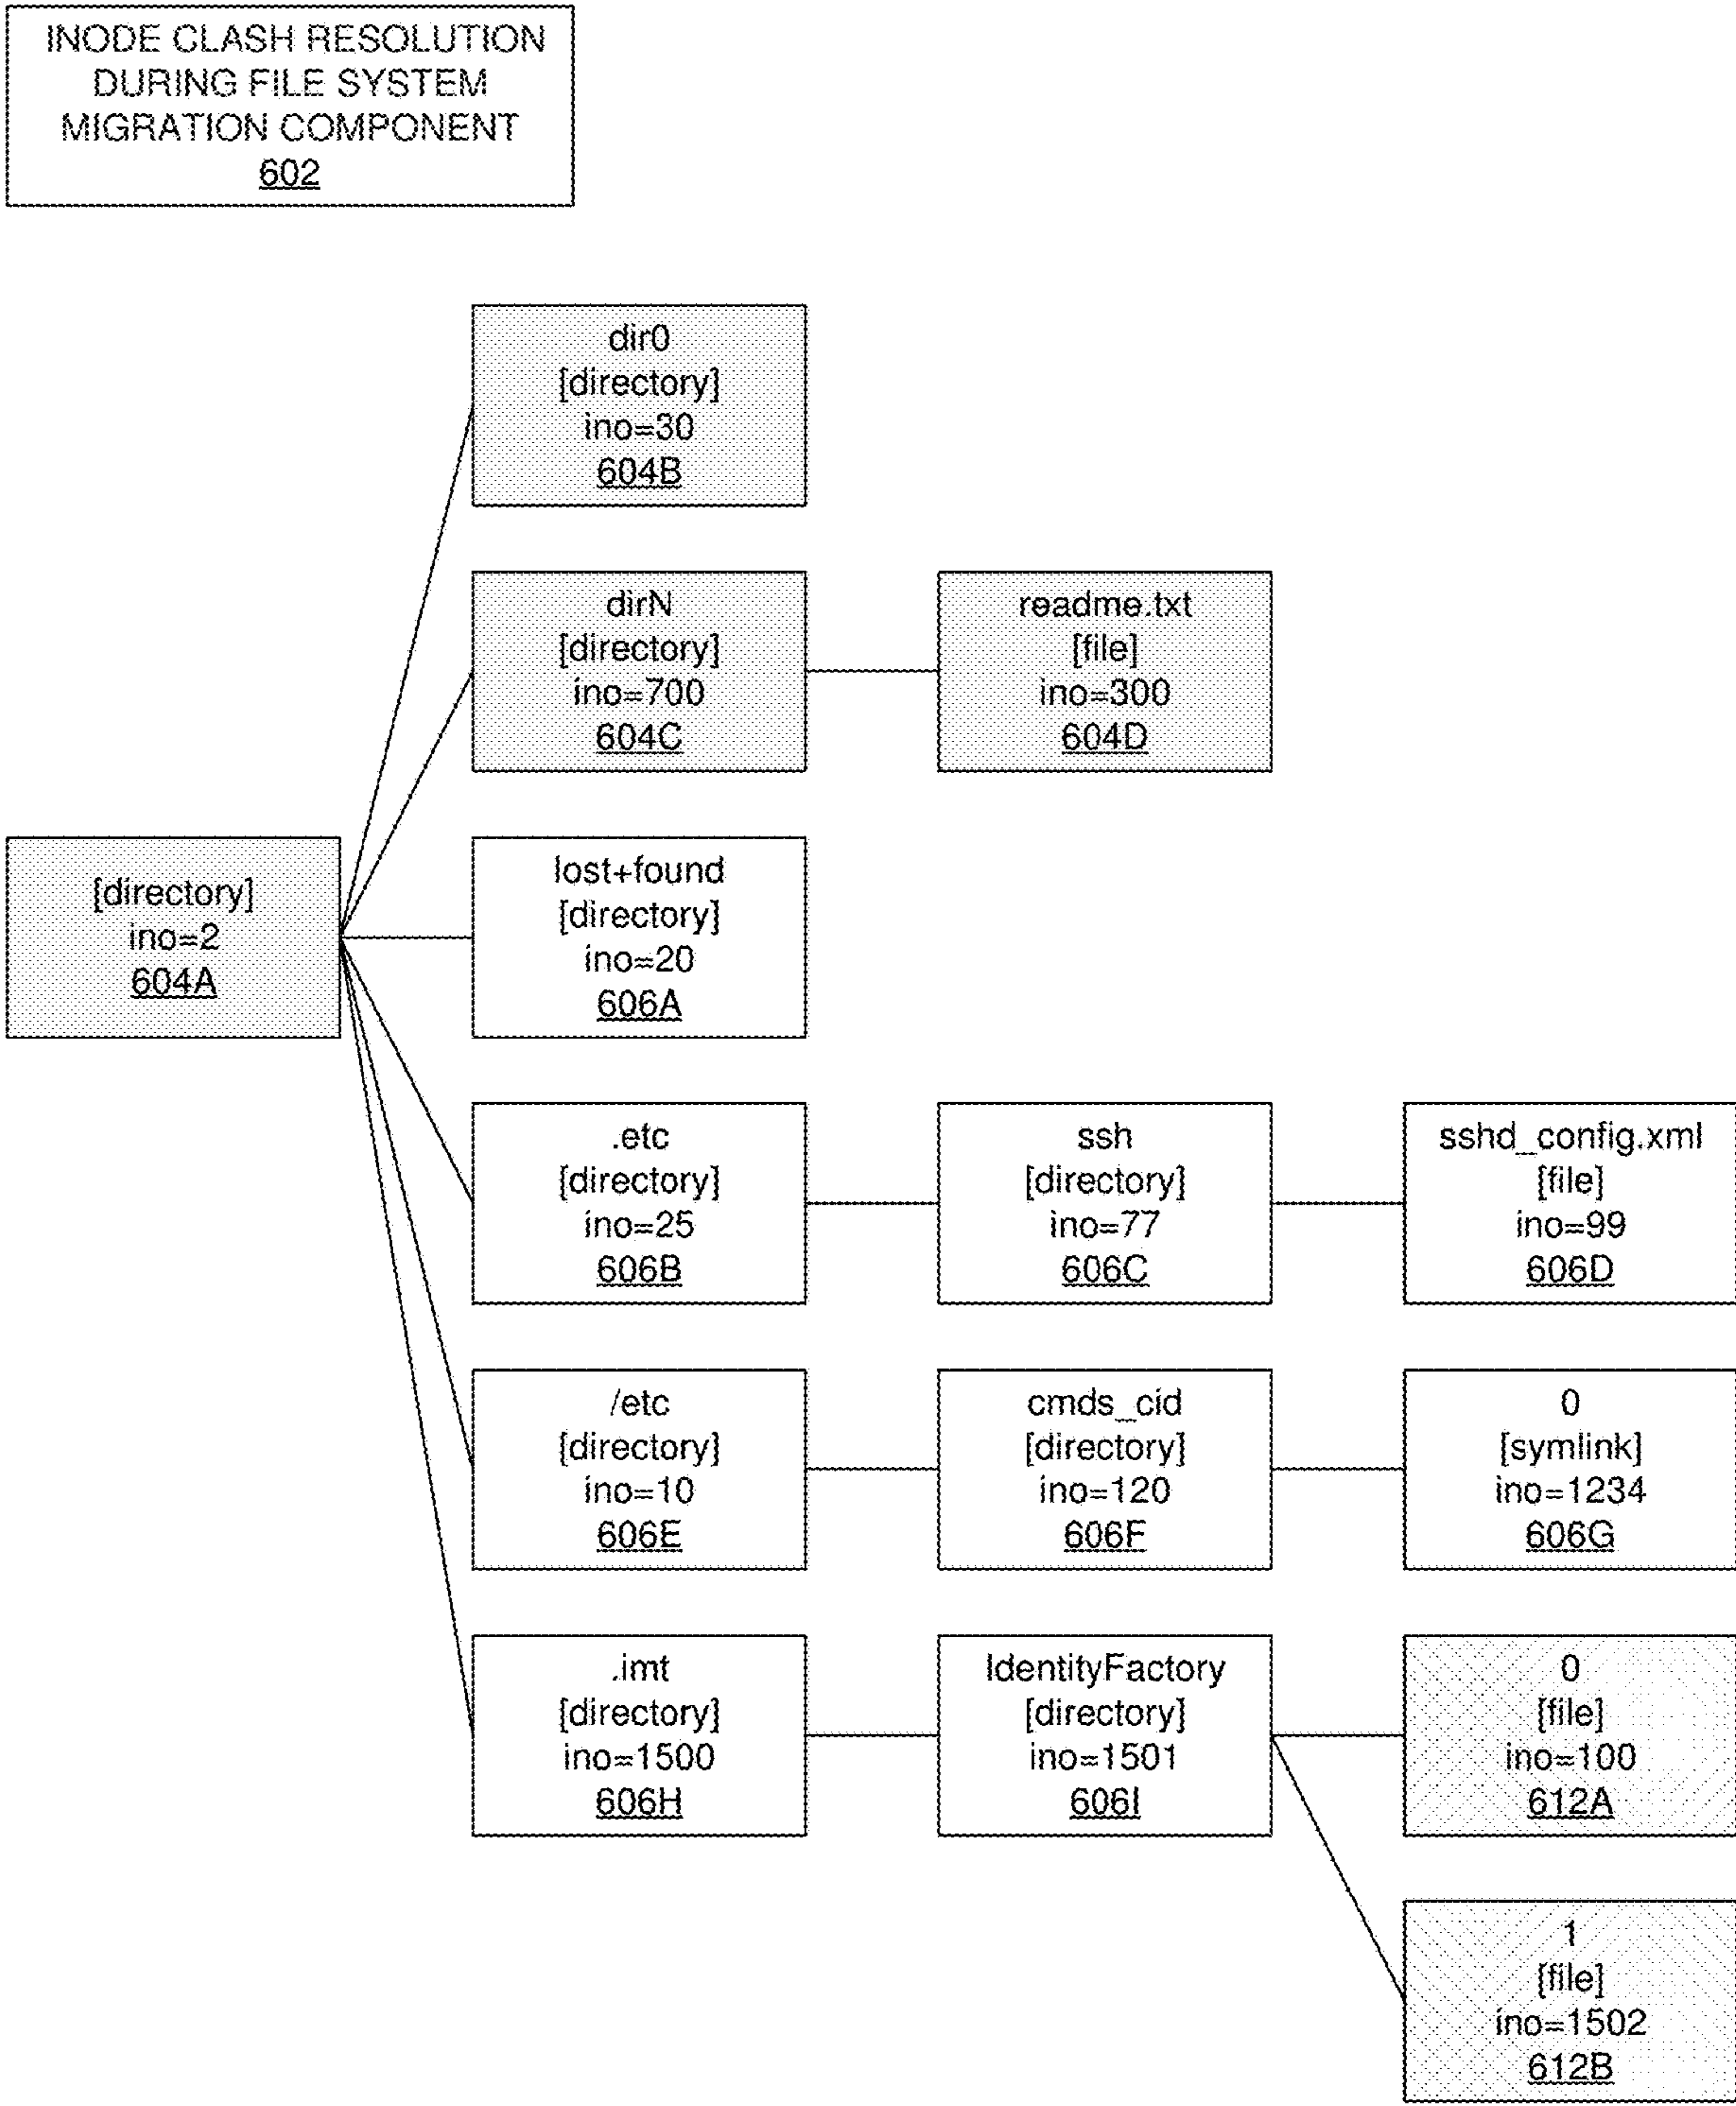 INODE CLASH RESOLUTION
DURING FILE SYSTEM
MIGRATION COMPONENT
602
dir0
[directory]
ino=30
604B
dirN
[directory]
ino=700
604C
readme.txt
[file]
ino=300
604D
[directory]
ino=2
604A
lost+found
[directory]
ino=20
606A
.etc
[directory]
ino=25
606B
ssh
[directory]
ino=77
606C
sshd_config.xml
[file]
ino=99
606D
/etc
[directory]
ino=10
606E
cmds_cid
[directory]
ino=120
606F
0
[symlink]
ino=1234
606G
.imt
[directory]
ino=1500
606H
IdentityFactory
[directory]
ino=1501
606I
0
[file]
ino=100
612A
1
[file]
ino=1502
612B